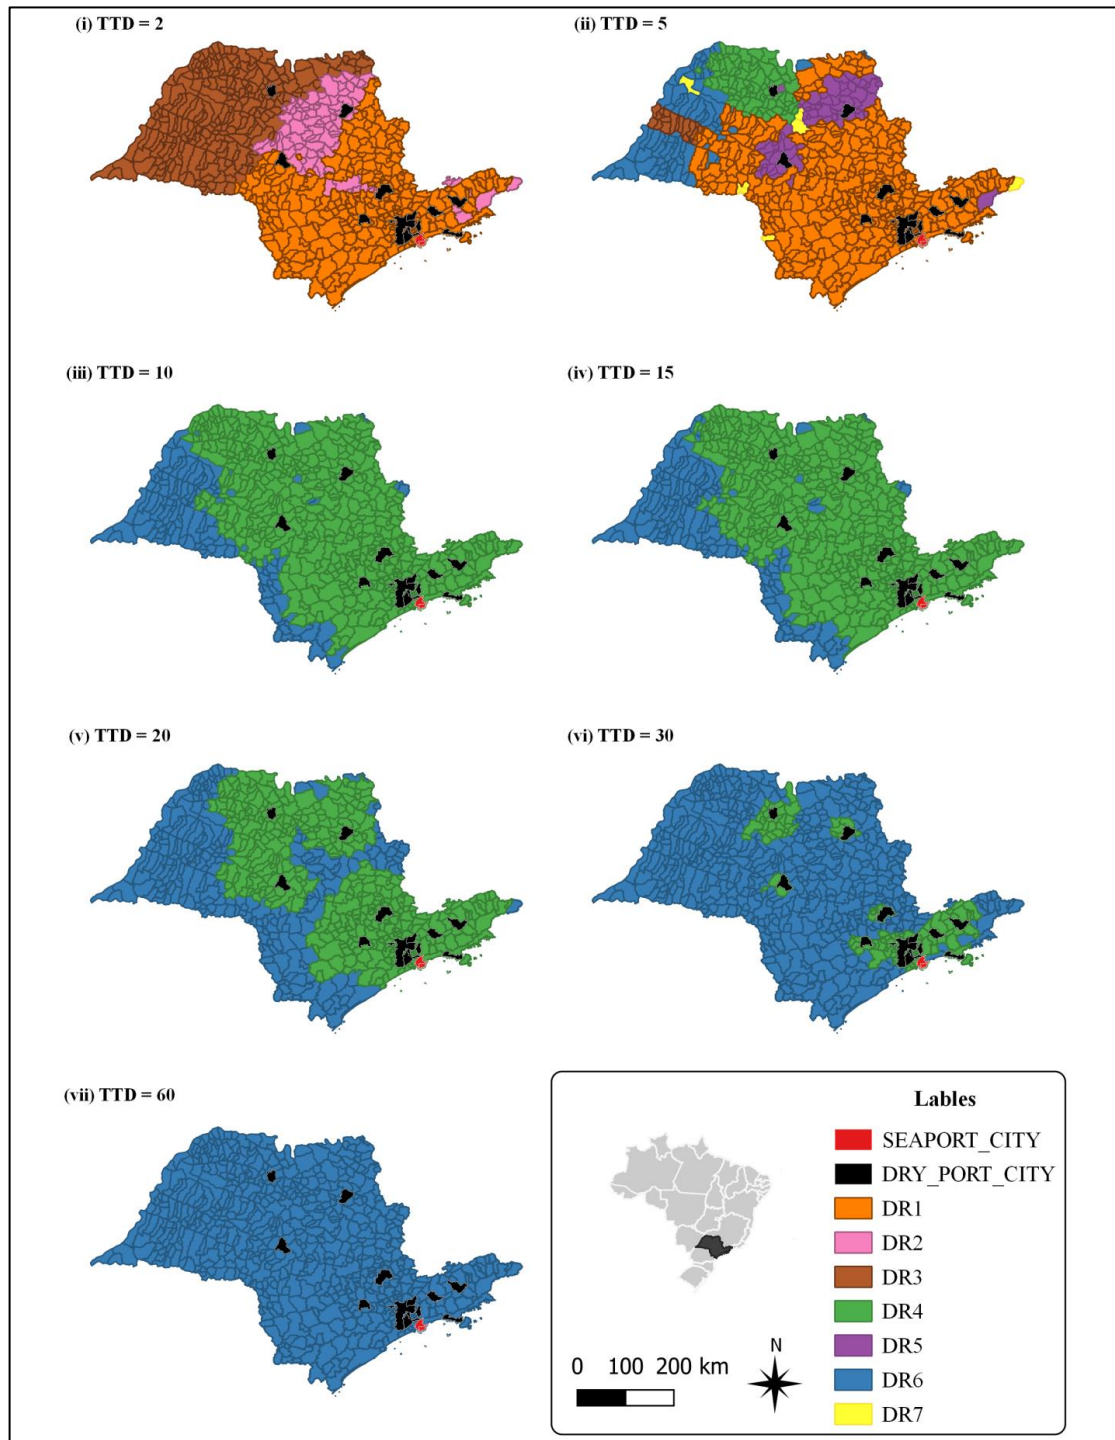 (i) TTD = 2
(ii) TTD = 5
(iii) TTD = 10
(iv) TTD = 15
(v) TTD = 20
(vi) TTD = 30
(vii) TTD = 60
Lables
SEAPORT_CITY
DRY_PORT_CITY
DR1
DR2
DR3
DR4
DR5
DR6
DR7
0 100 200 km
N